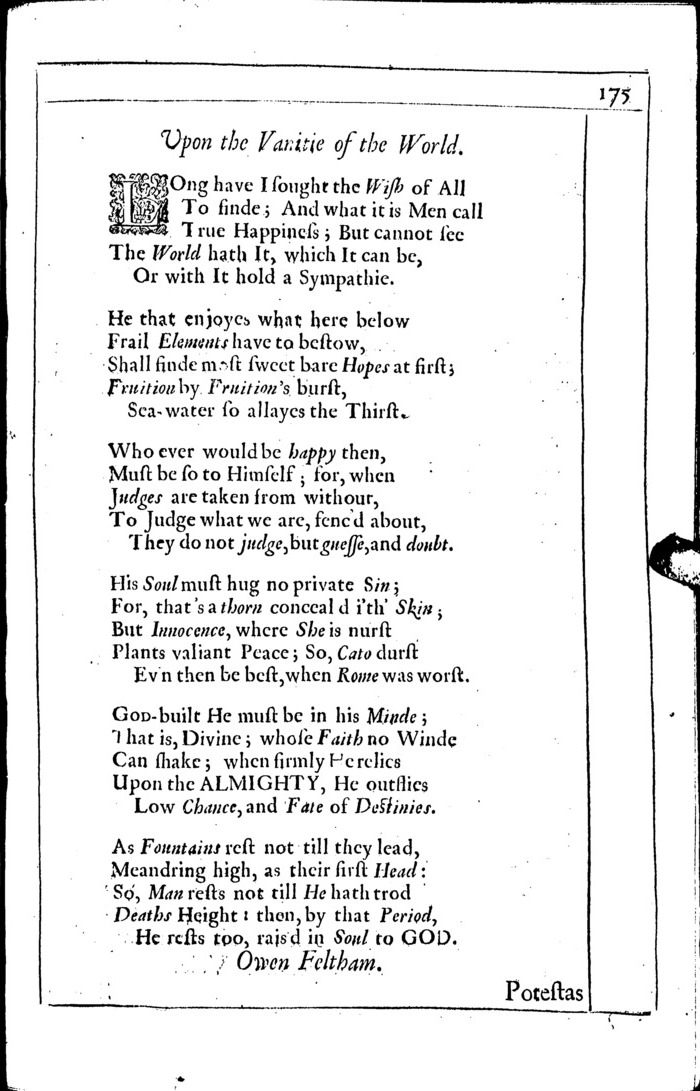 175
Upon the Vanitie of the World.
LOng have I ſought the Wiſh of All
To finde; And what it is Men call
True Happineſs; But cannot ſee
The World hath It, which It can be,
Or with It hold a Sympathie.
He that enjoyes what here below
Frail Elements have to beſtow,
Shall finde moſt ſweet bare Hopes at firſt;
Fruition by Fruition's burſt,
Sea-water ſo allayes the Thirſt.
Who ever would be happy then,
Muſt be ſo to Himſelf; for, when
Judges are taken from withour,
To Judge what we are, fenc'd about,
They do not judge, but gueſſe, and doubt.
His Soul muſt hug no private Sin;
For, that's a thorn conceal d i'th' Skin;
But Innocence, where She is nurſt
Plants valiant Peace; So, Cato durſt
Ev'n then be beſt, when Rome was worſt.
GOD-built He muſt be in his Minde;
That is, Divine; whoſe Faith no Winde
Can ſhake; when firmly He relies
Upon the ALMIGHTY, He outflies
Low Chance, and Fate of Deſtinies.
As Fountains reſt not till they lead,
Meandring high, as their firſt Head:
So, Man reſts not till He hath trod
Deaths Height: then, by that Period,
He reſts too, rais'd in Soul to GOD.
Owen Feltham.
Poteſtas